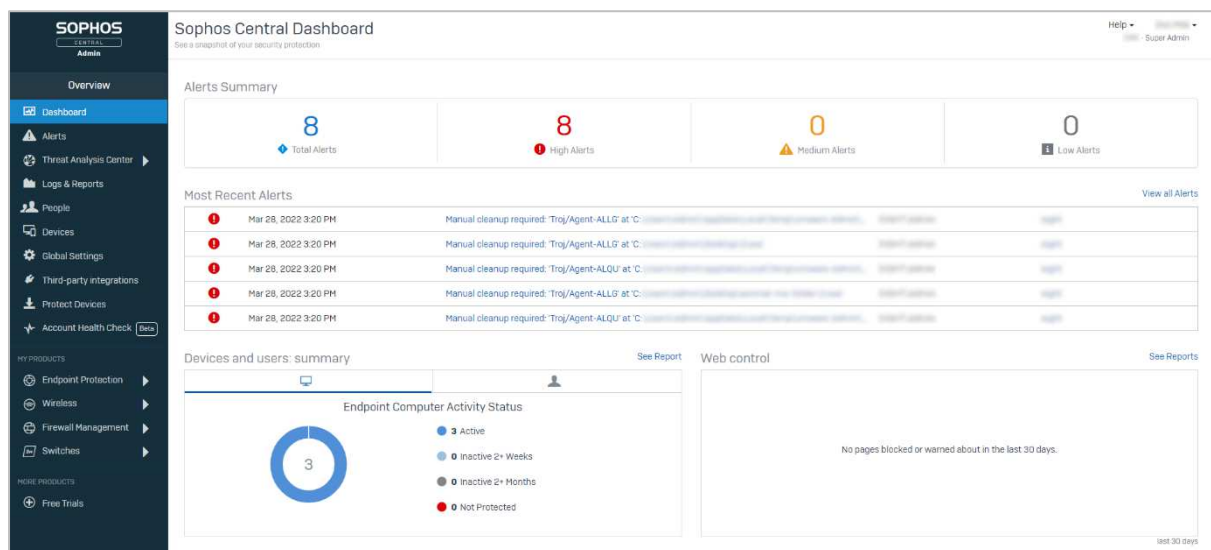 SOPHOS
CENTRAL
Admin
Overview
Dashboard
Alerts
Threat Analysis Center
Logs & Reports
People
Devices
Global Settings
Third-party integrations
Protect Devices
Account Health Check Beta
MY PRODUCTS
Endpoint Protection
Wireless
Firewall Management
Switches
MORE PRODUCTS
Free Trials
Sophos Central Dashboard
See a snapshot of your security protection
Help
- Super Admin
Alerts Summary
8
Total Alerts
8
High Alerts
0
Medium Alerts
0
Low Alerts
Most Recent Alerts
View all Alerts
Mar 28, 2022 3:20 PM Manual cleanup required: 'Troj/Agent-ALLG' at 'C:
Mar 28, 2022 3:20 PM Manual cleanup required: 'Troj/Agent-ALLG' at 'C:
Mar 28, 2022 3:20 PM Manual cleanup required: 'Troj/Agent-ALQU' at 'C:
Mar 28, 2022 3:20 PM Manual cleanup required: 'Troj/Agent-ALLG' at 'C:
Mar 28, 2022 3:20 PM Manual cleanup required: 'Troj/Agent-ALQU' at 'C:
Devices and users: summary
See Report
Endpoint Computer Activity Status
3
3 Active
0 Inactive 2+ Weeks
0 Inactive 2+ Months
0 Not Protected
Web control
See Reports
No pages blocked or warned about in the last 30 days.
last 30 days